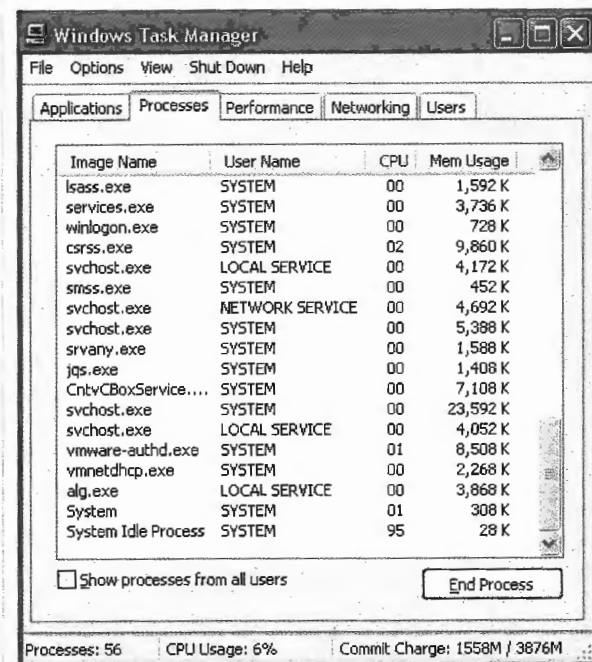 Windows Task Manager
File Options View Shut Down Help
Applications Processes Performance Networking Users
Image Name User Name CPU Mem Usage
lsass.exe SYSTEM 00 1,592 K
services.exe SYSTEM 00 3,736 K
winlogon.exe SYSTEM 00 728 K
csrss.exe SYSTEM 02 9,860 K
svchost.exe LOCAL SERVICE 00 4,172 K
smss.exe SYSTEM 00 452 K
svchost.exe NETWORK SERVICE 00 4,692 K
svchost.exe SYSTEM 00 5,388 K
srvany.exe SYSTEM 00 1,588 K
jqs.exe SYSTEM 00 1,408 K
CntvCBoxService.... SYSTEM 00 7,108 K
svchost.exe SYSTEM 00 23,592 K
svchost.exe LOCAL SERVICE 00 4,052 K
vmware-authd.exe SYSTEM 01 8,508 K
vmnetdhcp.exe SYSTEM 00 2,268 K
alg.exe LOCAL SERVICE 00 3,868 K
System SYSTEM 01 308 K
System Idle Process SYSTEM 95 28 K
Show processes from all users End Process
Processes: 56 CPU Usage: 6% Commit Charge: 1558M / 3876M